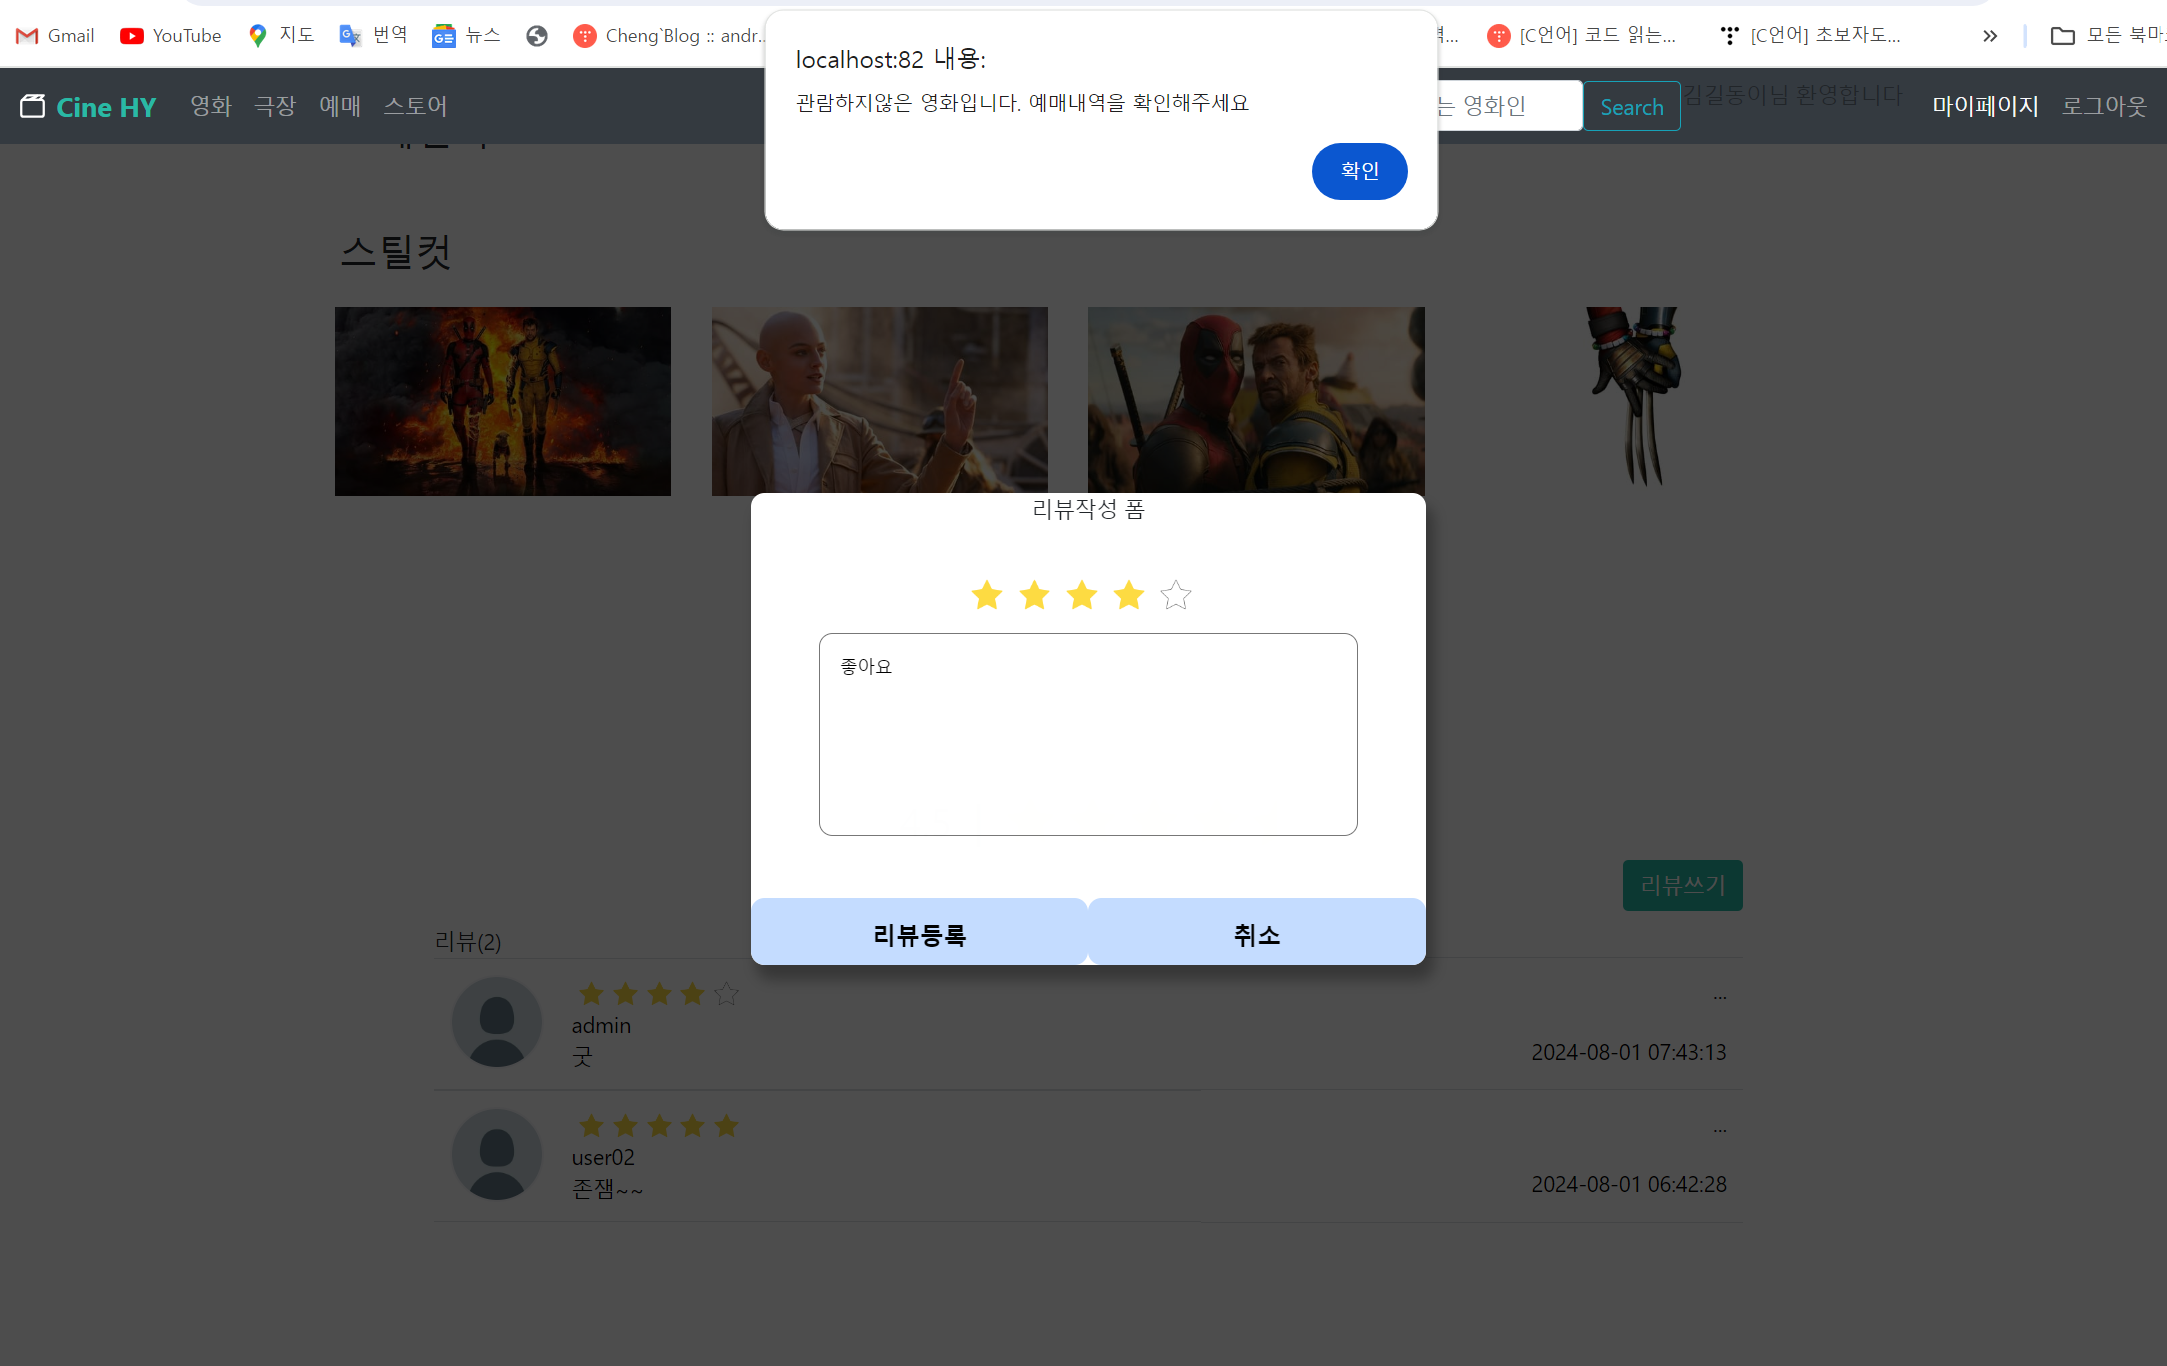 Gmail YouTube 지도 번역 뉴스 Cheng`Blog :: andr... [C언어] 코드 읽는... [C언어] 초보자도...
localhost:82 내용:
관람하지않은 영화입니다. 예매내역을 확인해주세요
확인
Cine HY 영화 극장 예매 스토어 는 영화인 Search 김길동이님 환영합니다 마이페이지 로그아웃
스틸컷
리뷰작성 폼
좋아요
리뷰등록 취소
리뷰쓰기
리뷰(2)
...
admin
굿
2024-08-01 07:43:13
...
user02
존잼~~
2024-08-01 06:42:28